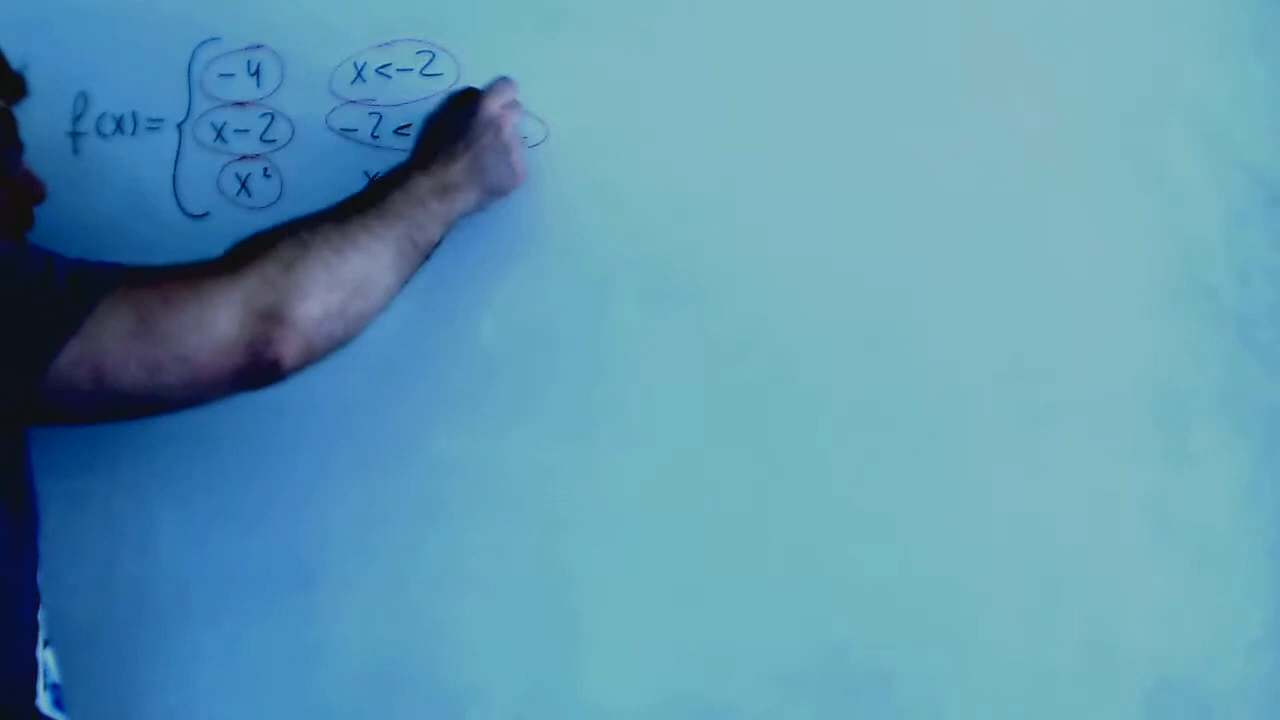 f(x)= { -4 x<-2
x-2 -2<
x² x